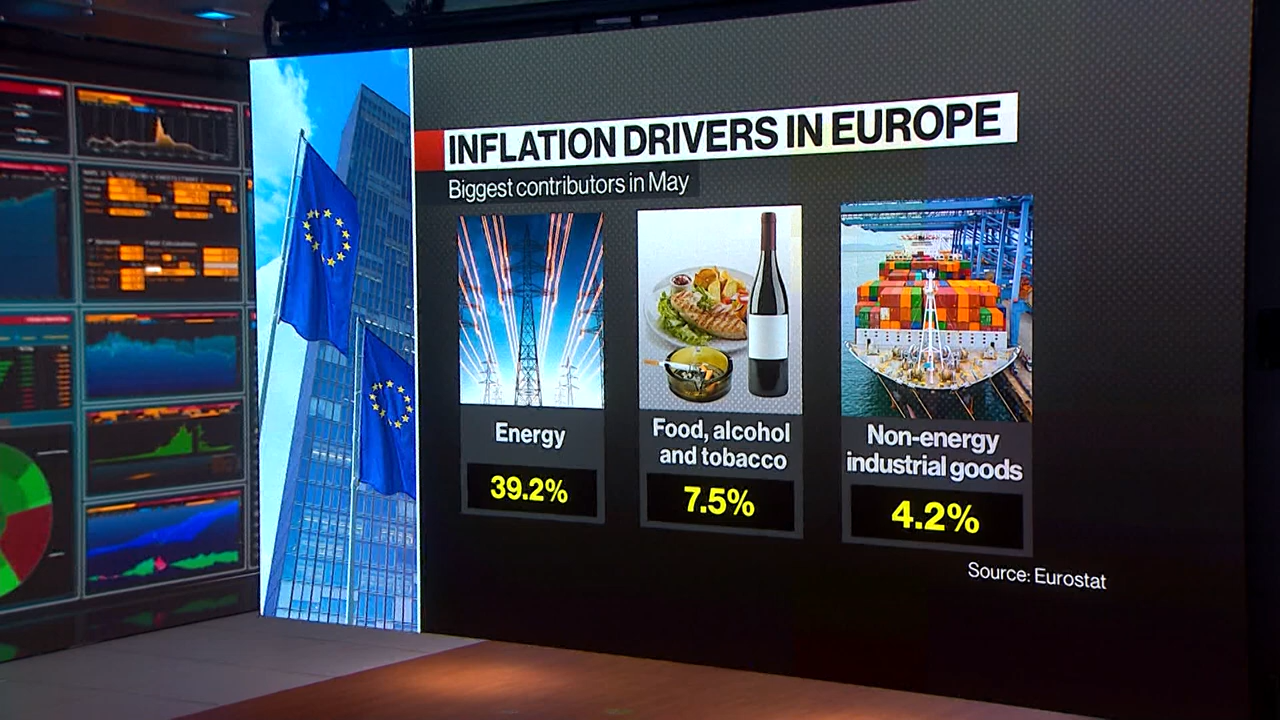 INFLATION DRIVERS IN EUROPE
Biggest contributors in May
Energy
39.2%
Food, alcohol
and tobacco
7.5%
Non-energy
industrial goods
4.2%
Source: Eurostat